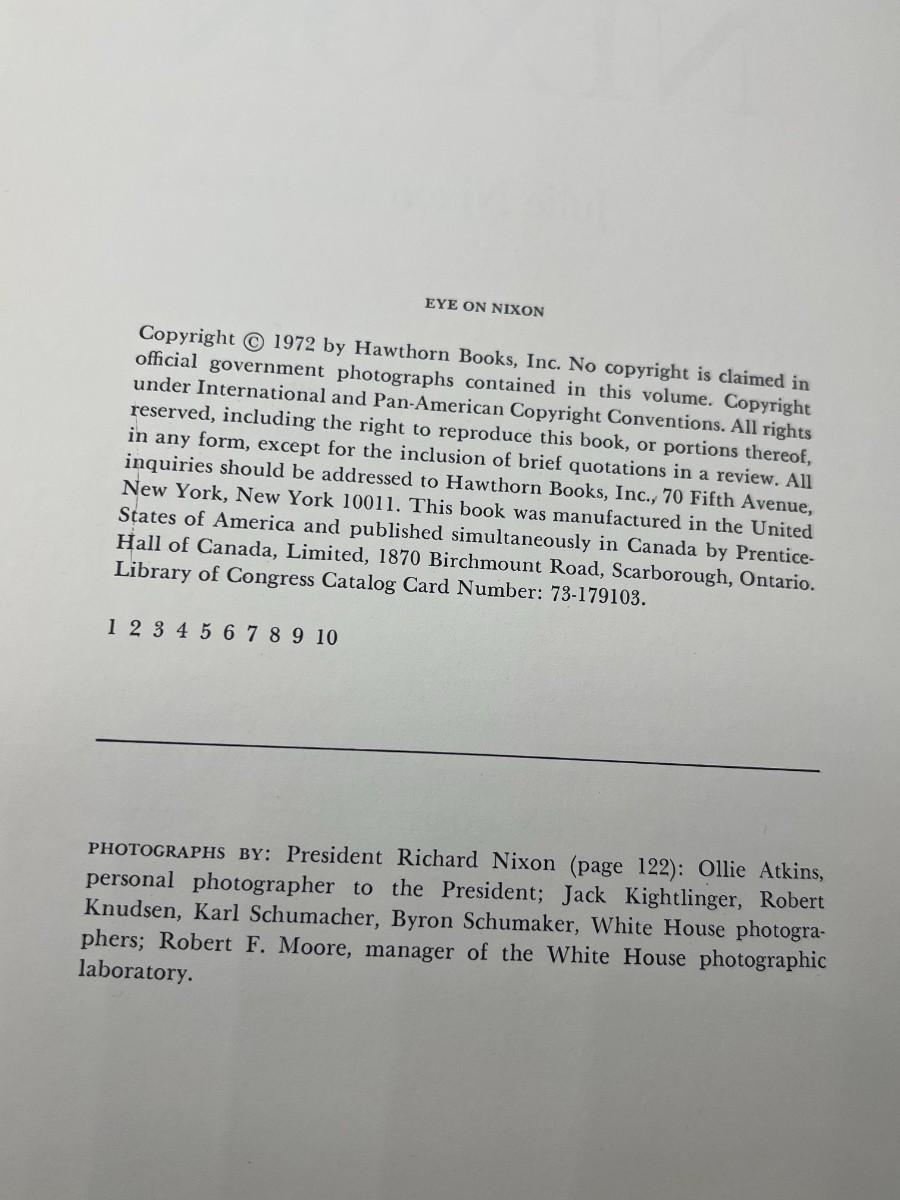 EYE ON NIXON
Copyright © 1972 by Hawthorn Books, Inc. No copyright is claimed in
official government photographs contained in this volume. Copyright
under International and Pan-American Copyright Conventions. All rights
reserved, including the right to reproduce this book, or portions thereof,
in any form, except for the inclusion of brief quotations in a review. All
inquiries should be addressed to Hawthorn Books, Inc., 70 Fifth Avenue,
New York, New York 10011. This book was manufactured in the United
States of America and published simultaneously in Canada by Prentice-
Hall of Canada, Limited, 1870 Birchmount Road, Scarborough, Ontario.
Library of Congress Catalog Card Number: 73-179103.
1 2 3 4 5 6 7 8 9 10
PHOTOGRAPHS BY: President Richard Nixon (page 122): Ollie Atkins,
personal photographer to the President; Jack Kightlinger, Robert
Knudsen, Karl Schumacher, Byron Schumaker, White House photogra-
phers; Robert F. Moore, manager of the White House photographic
laboratory.